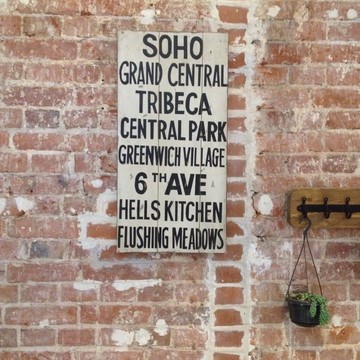 SOHO
GRAND CENTRAL
TRIBECA
CENTRAL PARK
GREENWICH VILLAGE
6TH AVE
HELLS KITCHEN
FLUSHING MEADOWS